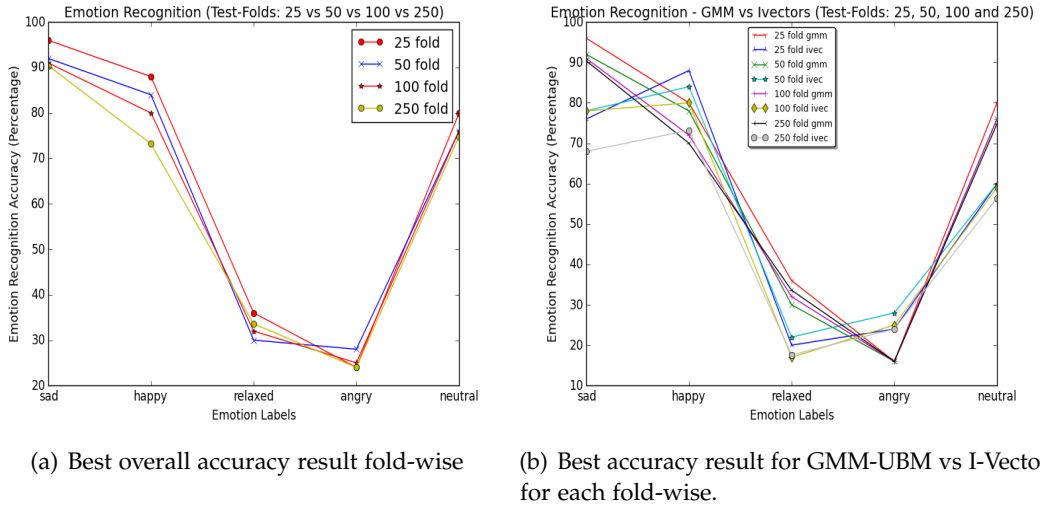 Emotion Recognition (Test-Folds: 25 vs 50 vs 100 vs 250)
Emotion Recognition Accuracy (Percentage)
100
90
80
70
60
50
40
30
20
25 fold
50 fold
100 fold
250 fold
sad
happy
relaxed
angry
neutral
Emotion Labels
(a) Best overall accuracy result fold-wise
Emotion Recognition - GMM vs Ivectors (Test-Folds: 25, 50, 100 and 250)
Emotion Recognition Accuracy (Percentage)
100
90
80
70
60
50
40
30
20
10
25 fold gmm
25 fold ivec
50 fold gmm
50 fold ivec
100 fold gmm
100 fold ivec
250 fold gmm
250 fold ivec
sad
happy
relaxed
angry
neutral
Emotion Labels
(b) Best accuracy result for GMM-UBM vs I-Vecto
for each fold-wise.